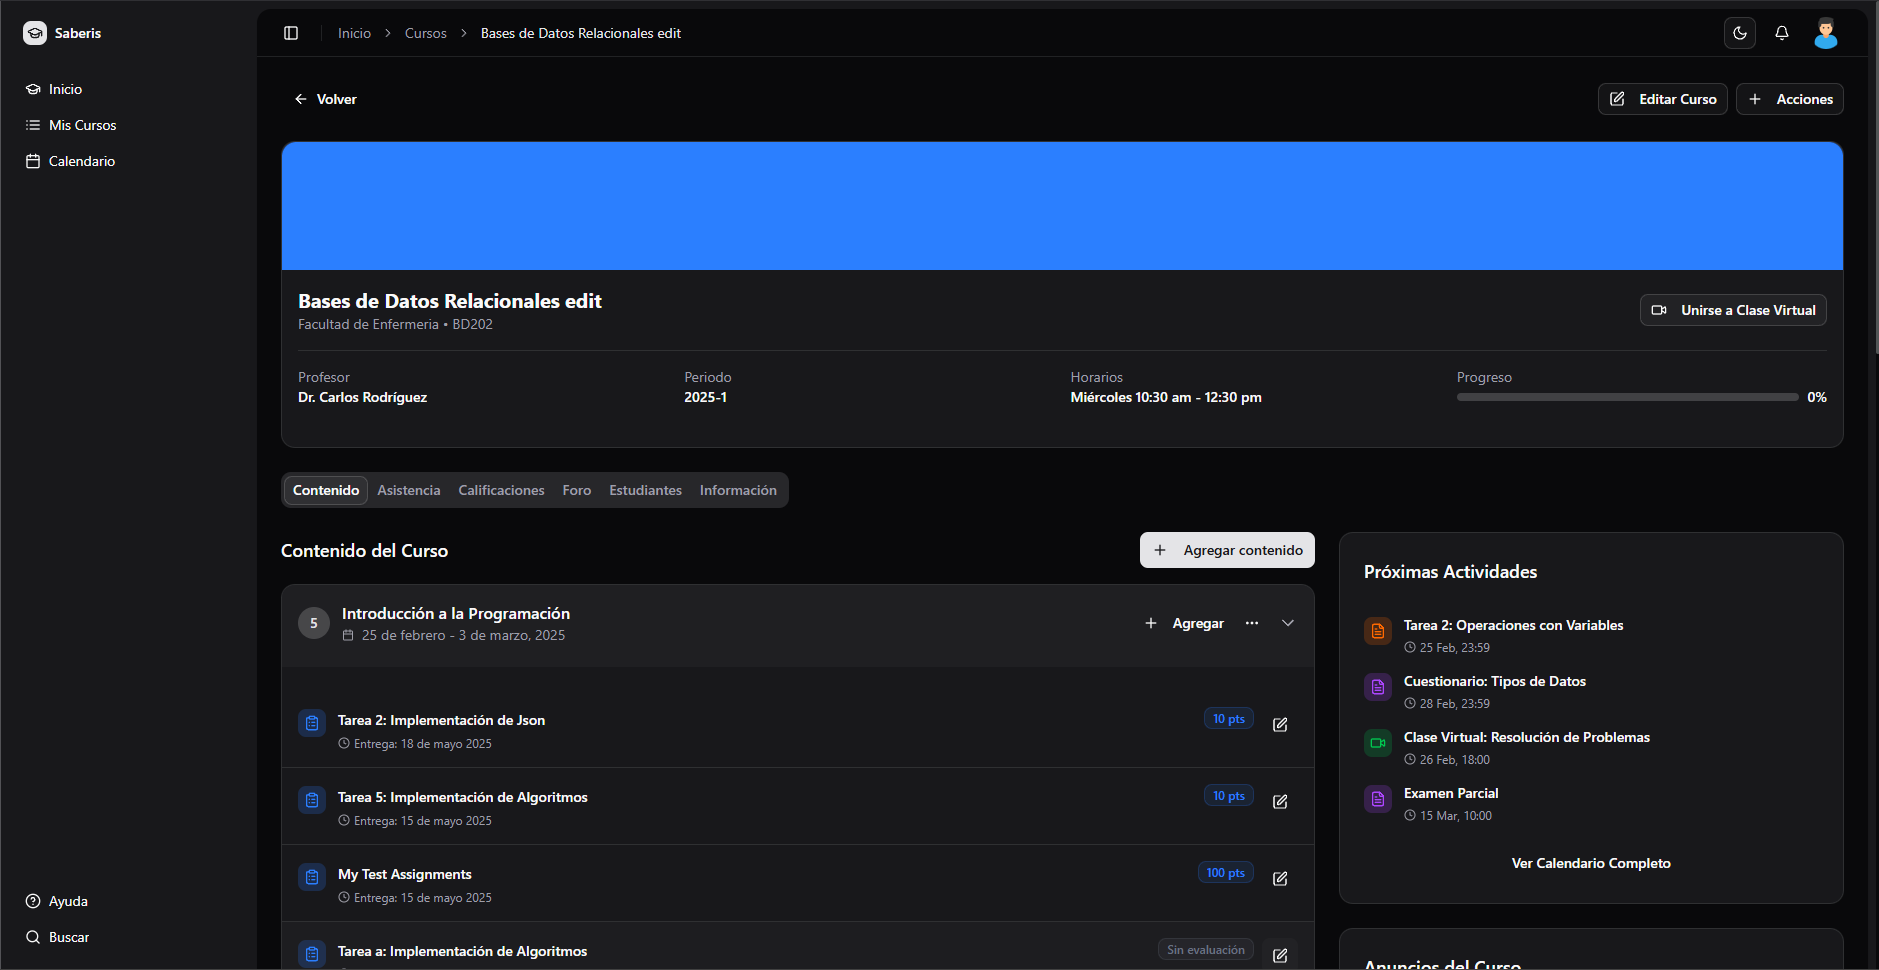 Saberis
Inicio
Mis Cursos
Calendario
Ayuda
Buscar
Inicio > Cursos > Bases de Datos Relacionales edit
Volver
Editar Curso
Acciones
Bases de Datos Relacionales edit
Facultad de Enfermeria • BD202
Unirse a Clase Virtual
Profesor
Dr. Carlos Rodríguez
Periodo
2025-1
Horarios
Miércoles 10:30 am - 12:30 pm
Progreso
0%
Contenido Asistencia Calificaciones Foro Estudiantes Información
Contenido del Curso
Agregar contenido
5
Introducción a la Programación
25 de febrero - 3 de marzo, 2025
Agregar
Tarea 2: Implementación de Json
Entrega: 18 de mayo 2025
10 pts
Tarea 5: Implementación de Algoritmos
Entrega: 15 de mayo 2025
10 pts
My Test Assignments
Entrega: 15 de mayo 2025
100 pts
Tarea a: Implementación de Algoritmos
Sin evaluación
Próximas Actividades
Tarea 2: Operaciones con Variables
25 Feb, 23:59
Cuestionario: Tipos de Datos
28 Feb, 23:59
Clase Virtual: Resolución de Problemas
26 Feb, 18:00
Examen Parcial
15 Mar, 10:00
Ver Calendario Completo
Anuncios del Curso